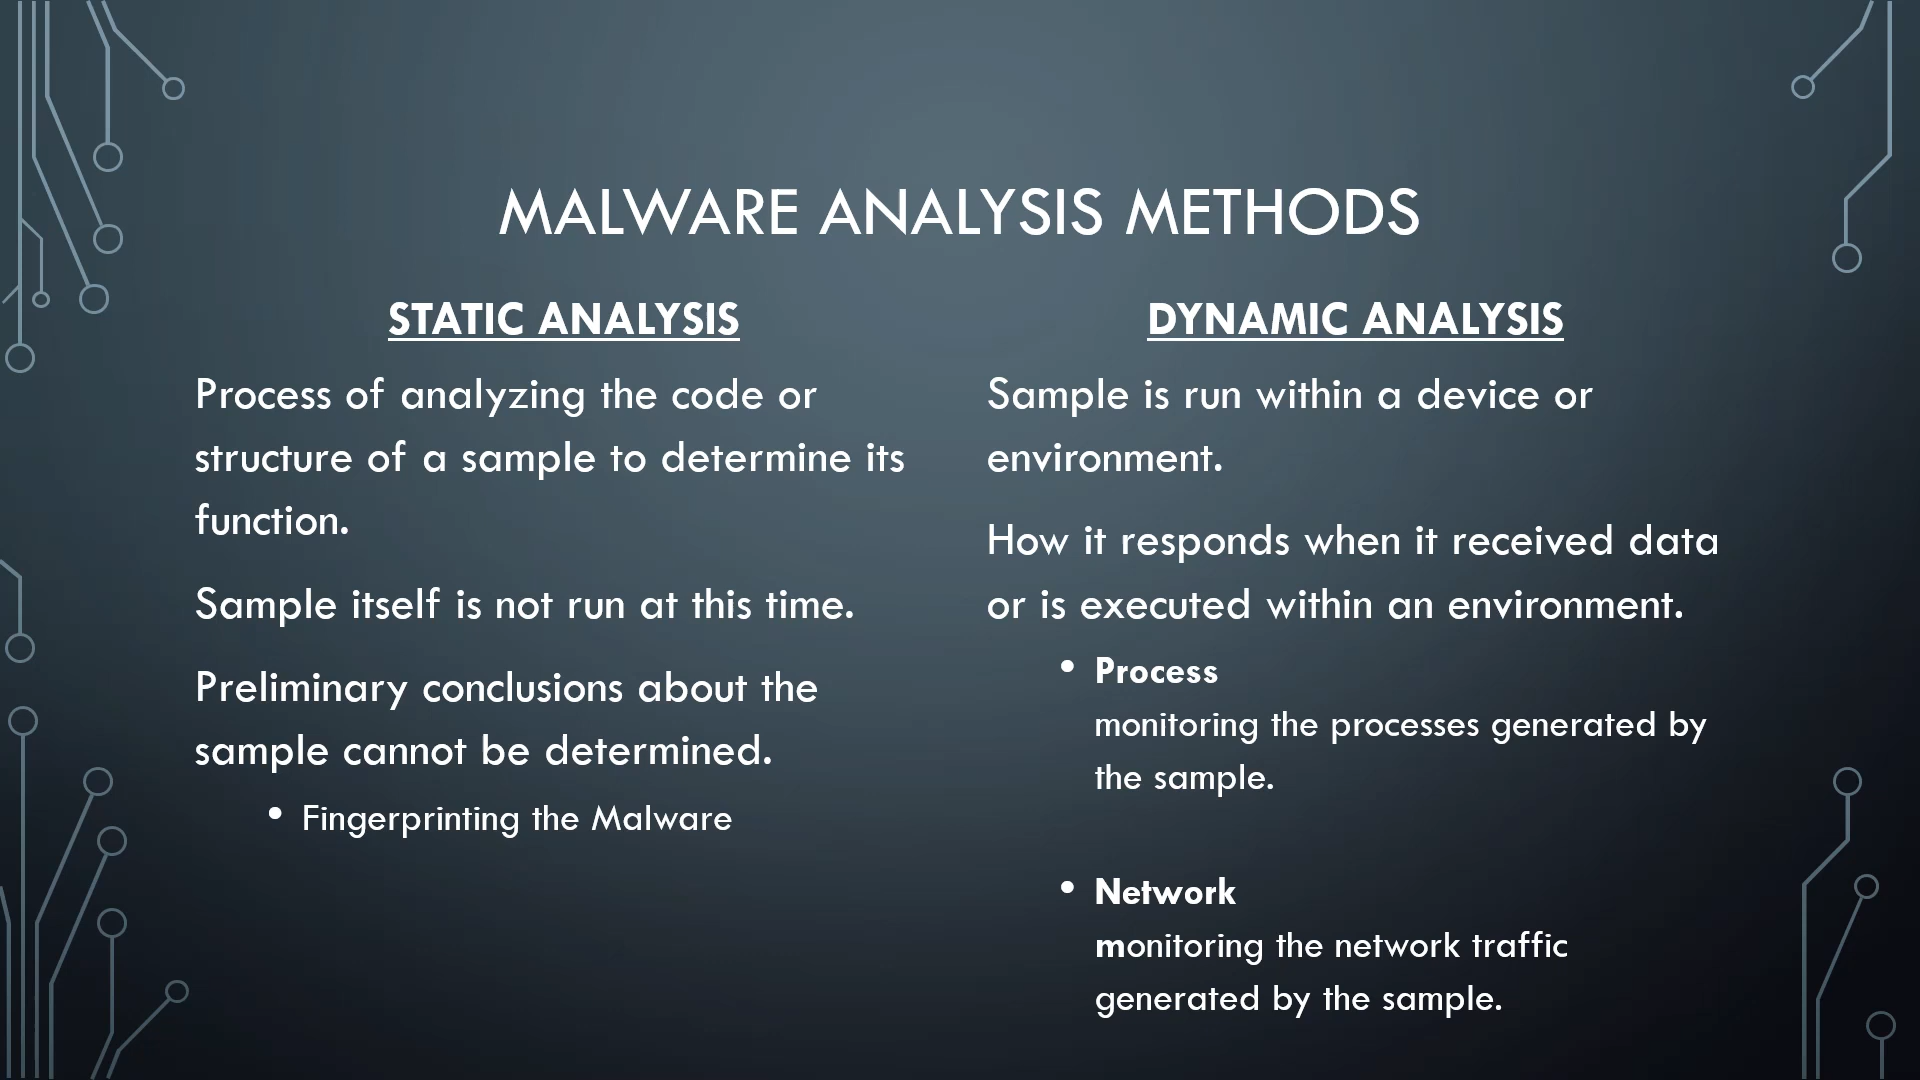 MALWARE ANALYSIS METHODS
STATIC ANALYSIS
Process of analyzing the code or
structure of a sample to determine its
function.
Sample itself is not run at this time.
Preliminary conclusions about the
sample cannot be determined.
• Fingerprinting the Malware
DYNAMIC ANALYSIS
Sample is run within a device or
environment.
How it responds when it received data
or is executed within an environment.
• Process
monitoring the processes generated by
the sample.
• Network
monitoring the network traffic
generated by the sample.